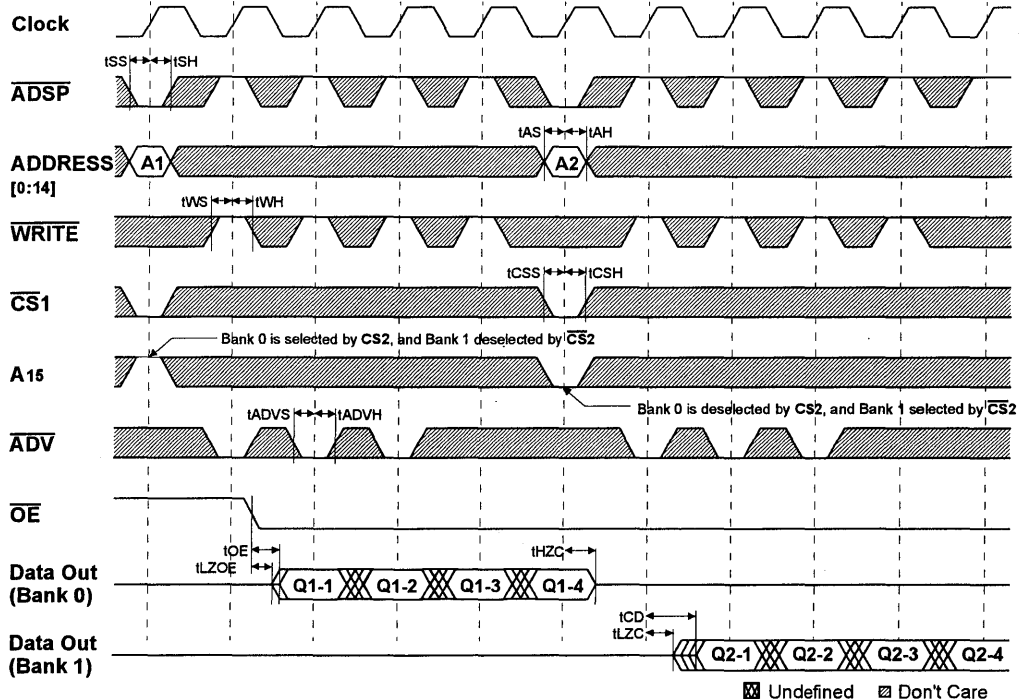 Clock
tSS tSH
ADSP
tAS tAH
ADDRESS A1 A2
[0:14]
tWS tWH
WRITE
tCSS tCSH
CS1
Bank 0 is selected by CS2, and Bank 1 deselected by CS2
A15
Bank 0 is deselected by CS2, and Bank 1 selected by CS2
tADVS tADVH
ADV
OE
tOE tHZC
tLZOE
Data Out
(Bank 0)
Q1-1 Q1-2 Q1-3 Q1-4
tCD
tLZC
Data Out
(Bank 1)
Q2-1 Q2-2 Q2-3 Q2-4
Undefined Don't Care